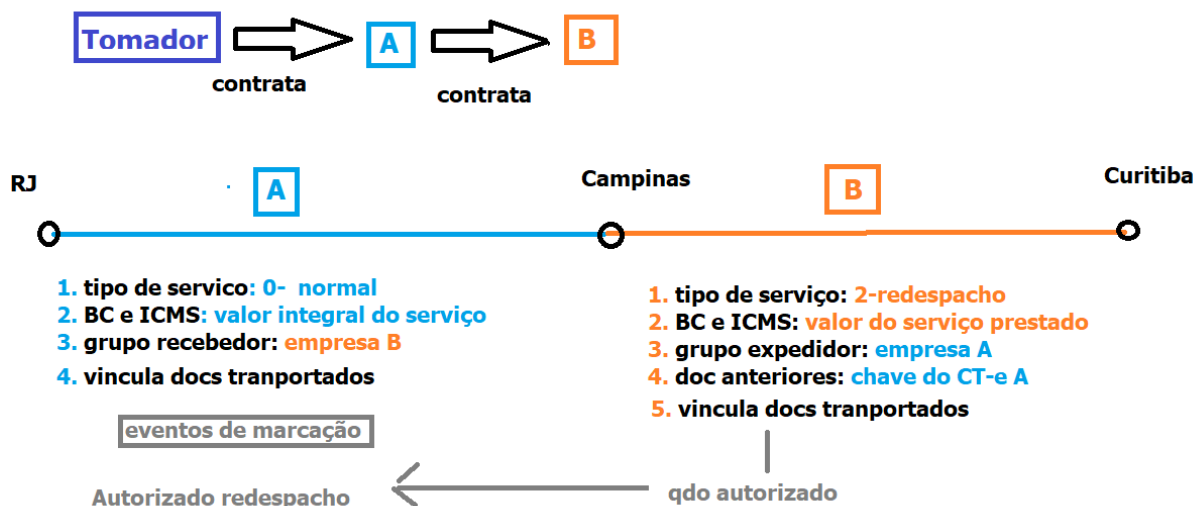 Tomador
A
B
contrata
contrata
RJ
A
Campinas
B
Curitiba
1. tipo de servico: 0- normal
2. BC e ICMS: valor integral do serviço
3. grupo recebedor: empresa B
4. vincula docs tranportados
eventos de marcação
Autorizado redespacho
1. tipo de serviço: 2-redespacho
2. BC e ICMS: valor do serviço prestado
3. grupo expedidor: empresa A
4. doc anteriores: chave do CT-e A
5. vincula docs tranportados
qdo autorizado